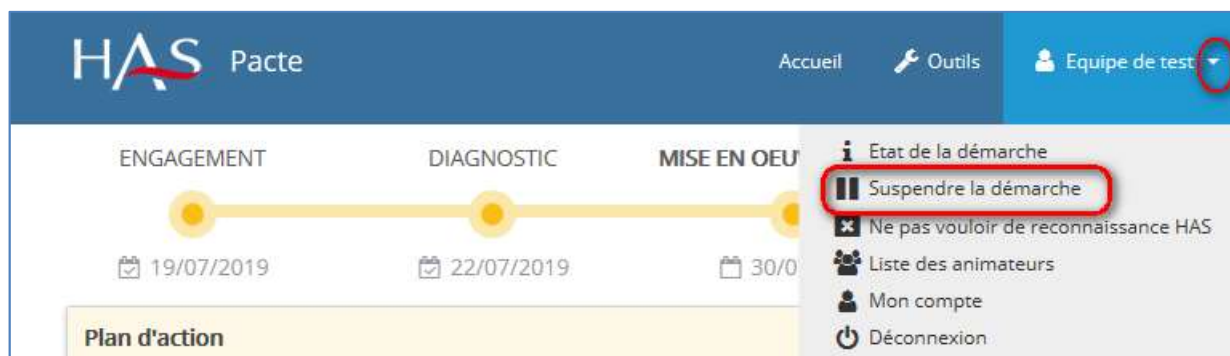 HAS Pacte
Accueil Outils Equipe de test
ENGAGEMENT DIAGNOSTIC MISE EN OEU
19/07/2019 22/07/2019 30/0
Etat de la démarche
Suspendre la démarche
Ne pas vouloir de reconnaissance HAS
Liste des animateurs
Mon compte
Déconnexion
Plan d'action